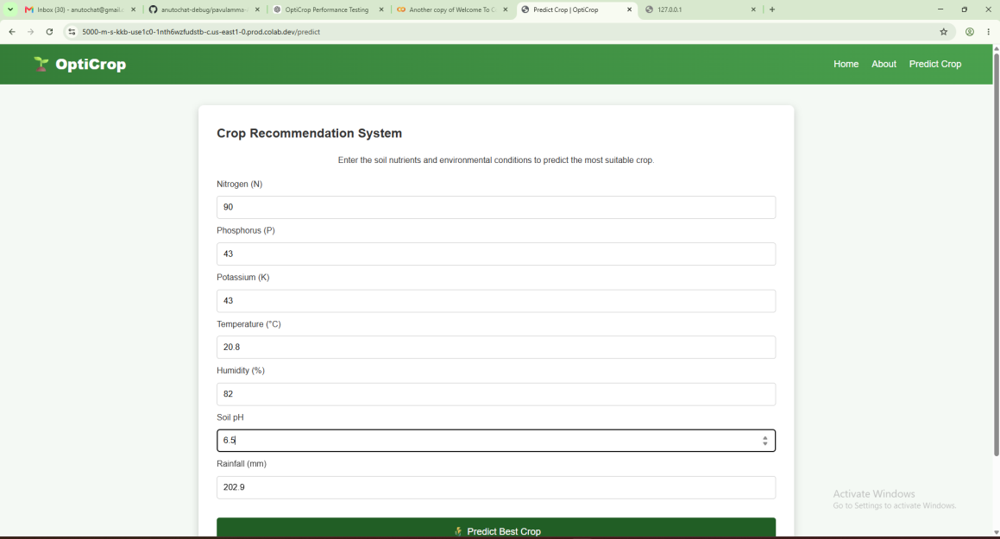 Inbox (30) - anutochat@gmail.c
autochat-debug/pavulamma-
OptiCrop Performance Testing
Another copy of Welcome To C
Predict Crop | OptiCrop
127.0.0.1
5000-m-s-kkb-use1c0-1nth6wzfudstb-c.us-east1-0.prod.colab.dev/predict
OptiCrop
Home About Predict Crop
Crop Recommendation System
Enter the soil nutrients and environmental conditions to predict the most suitable crop.
Nitrogen (N)
90
Phosphorus (P)
43
Potassium (K)
43
Temperature (°C)
20.8
Humidity (%)
82
Soil pH
6.5
Rainfall (mm)
202.9
Activate Windows
Go to Settings to activate Windows.
Predict Best Crop